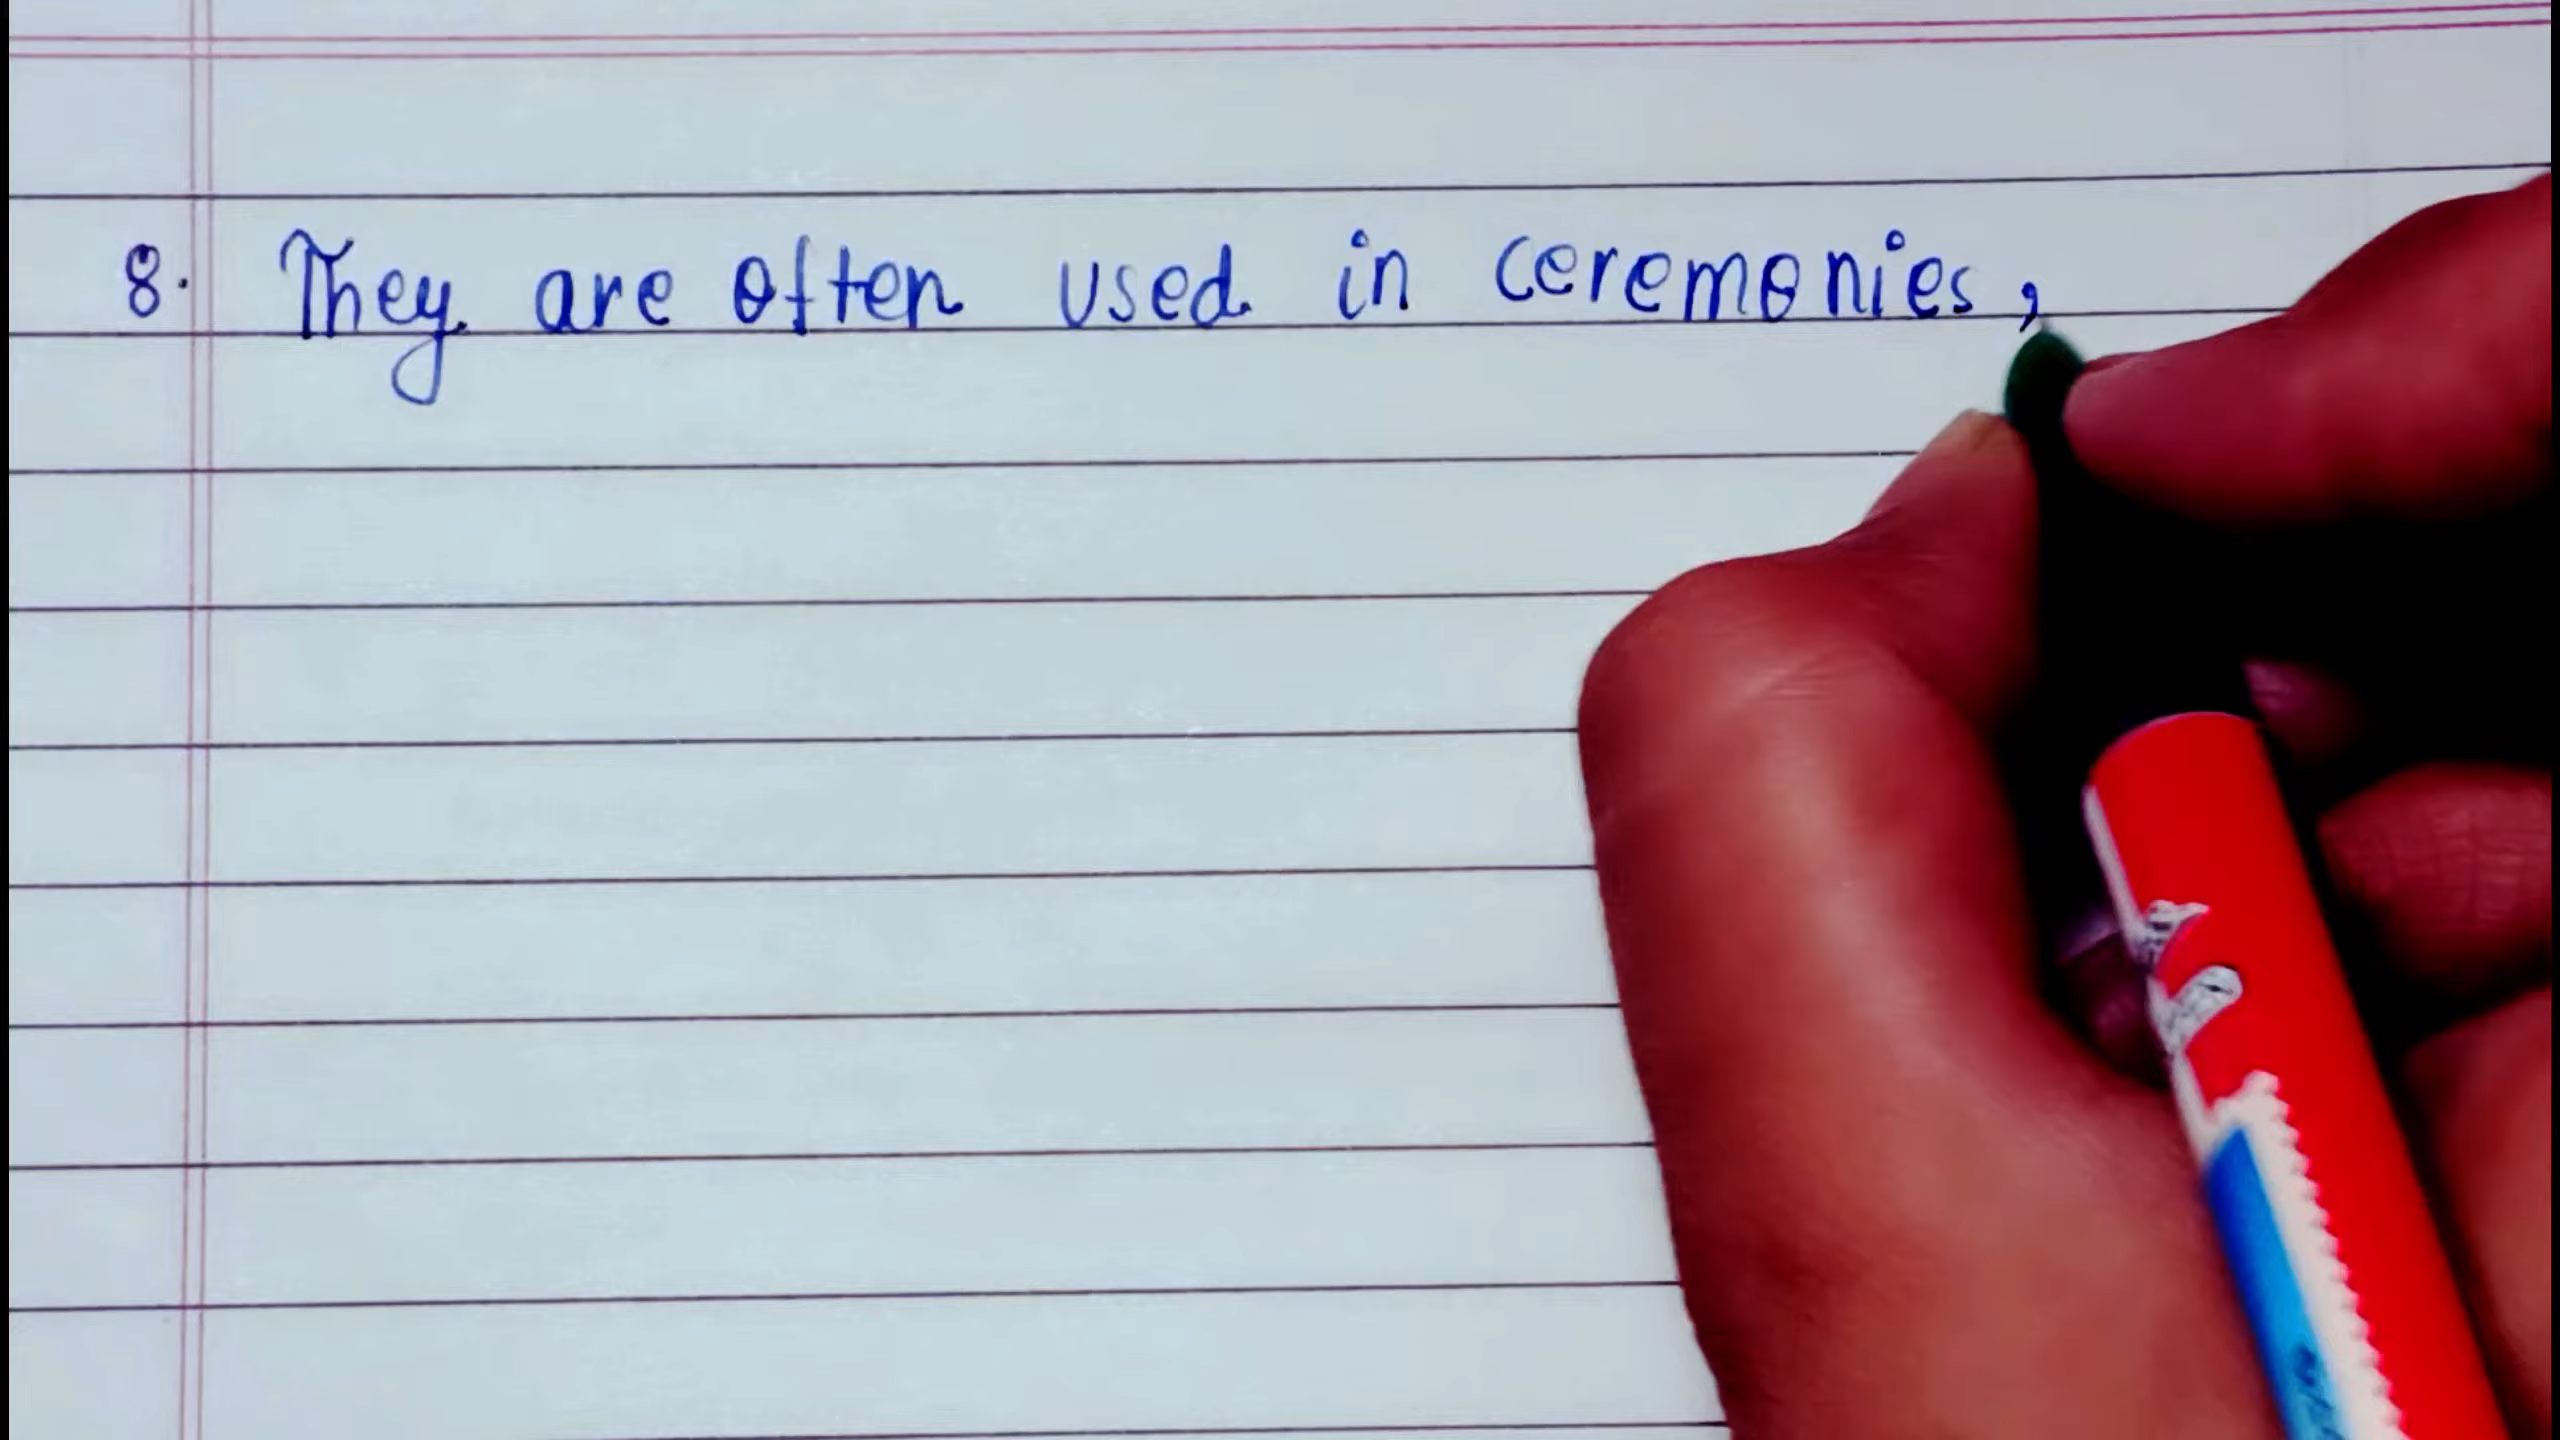 8. They are often used in ceremonies,